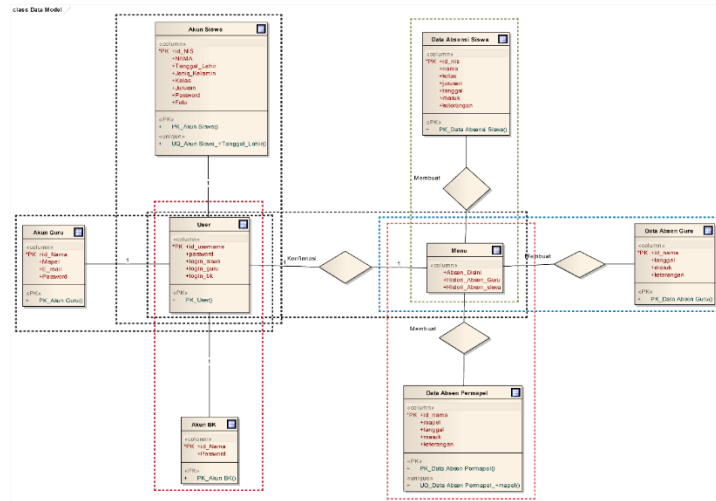 class Data Model
Akun Siswa
«column»
*PK +id_NIS
+NAMA
+Tanggal_Lahir
+Jenis_Kelamin
+Kelas
+Jurusan
+Password
+Foto
«PK»
+ PK_Akun Siswa()
«unique»
+ UQ_Akun Siswa_+Tanggal_Lahir()
Data Absensi Siswa
«column»
*PK +id_nis
+nama
+kelas
+jurusan
+tanggal
+masuk
+keterangan
«PK»
+ PK_Data Absensi Siswa()
Membuat
Akun Guru
«column»
*PK +id_Nama
+Mapel
+E_mail
+Password
«PK»
+ PK_Akun Guru()
1
User
«column»
*PK +id_username
+password
+login_siswa
+login_guru
+login_bk
«PK»
+ PK_User()
1
Konfirmasi
1
Menu
«column»
+Absen_Disini
+Histori_Absen_Guru
+Histori_Absen_siswa
Membuat
Data Absen Guru
«column»
*PK +id_nama
+tanggal
+masuk
+keterangan
«PK»
+ PK_Data Absen Guru()
Membuat
Akun BK
«column»
*PK +id_Nama
+Password
«PK»
+ PK_Akun BK()
Data Absen Permapel
«column»
*PK +id_nama
+mapel
+tanggal
+masuk
+keterangan
«PK»
+ PK_Data Absen Permapel()
«unique»
+ UQ_Data Absen Permapel_+mapel()